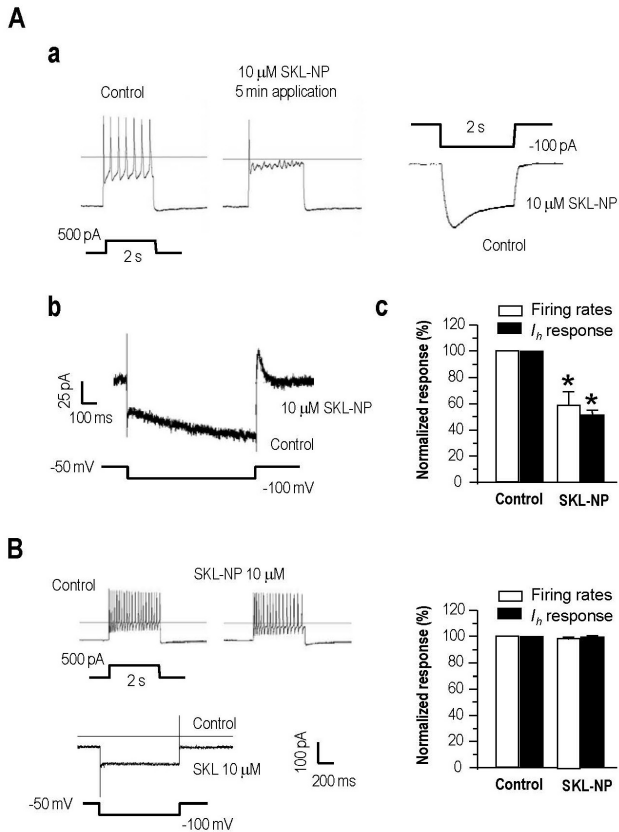 A
a
Control
10 µM SKL-NP
5 min application
500 pA
2 s
2 s
-100 pA
10 µM SKL-NP
Control
b
25 pA
100 ms
10 µM SKL-NP
Control
-50 mV
-100 mV
c
Firing rates
Ih response
Normalized response (%)
120
100
80
60
40
20
0
* *
Control SKL-NP
B
Control
SKL-NP 10 µM
500 pA
2 s
Control
SKL 10 µM
100 pA
200 ms
-50 mV
-100 mV
Firing rates
Ih response
Normalized response (%)
120
100
80
60
40
20
0
Control SKL-NP